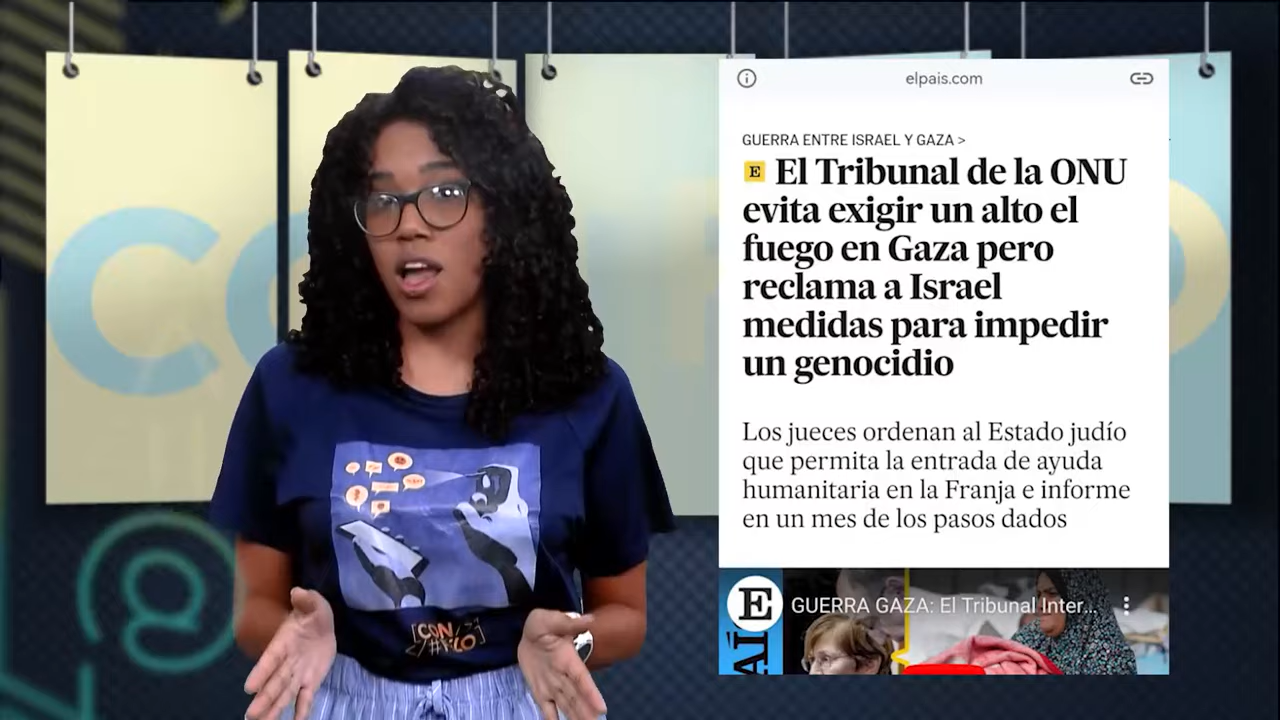 elpais.com
GUERRA ENTRE ISRAEL Y GAZA >
E El Tribunal de la ONU
evita exigir un alto el
fuego en Gaza pero
reclama a Israel
medidas para impedir
un genocidio
Los jueces ordenan al Estado judío
que permita la entrada de ayuda
humanitaria en la Franja e informe
en un mes de los pasos dados
E GUERRA GAZA: El Tribunal Inter...
AÍ
@